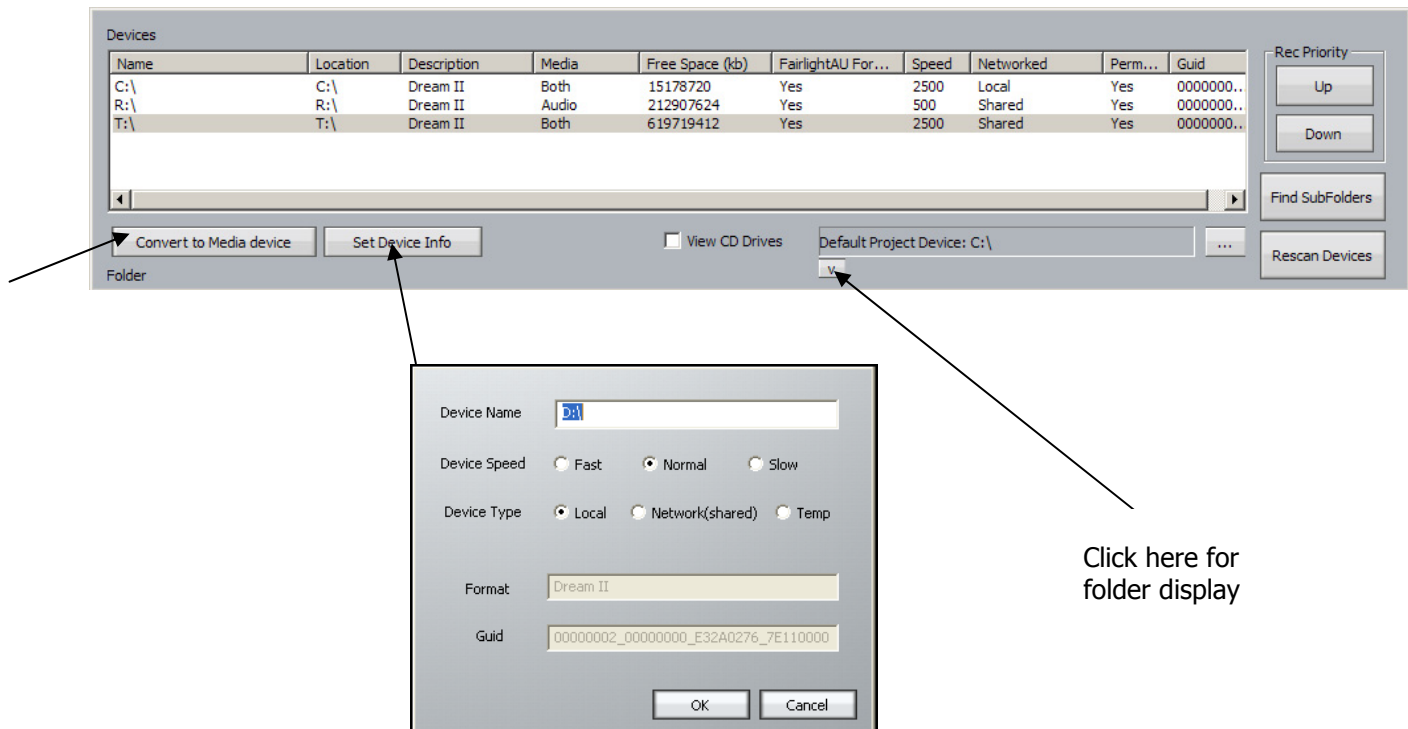 Devices
Name Location Description Media Free Space (kb) FairlightAU For... Speed Networked Perm... Guid
C:\ C:\ Dream II Both 15178720 Yes 2500 Local Yes 0000000..
R:\ R:\ Dream II Audio 212907624 Yes 500 Shared Yes 0000000..
T:\ T:\ Dream II Both 619719412 Yes 2500 Shared Yes 0000000..
Rec Priority
Up
Down
Find SubFolders
Rescan Devices
Convert to Media device Set Device Info View CD Drives Default Project Device: C:\ ...
v
Folder
Device Name D:\
Device Speed Fast Normal Slow
Device Type Local Network(shared) Temp
Format Dream II
Guid 00000002_00000000_E32A0276_7E110000
OK Cancel
Click here for
folder display